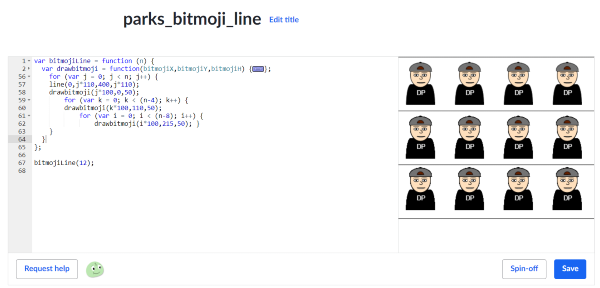 parks_bitmoji_line Edit title
1 var bitmojiLine = function (n) {
2 var drawbitmoji = function(bitmojiX,bitmojiY,bitmojiH) {};
56 for (var j = 0; j < n; j++) {
57 line(0,j*110,400,j*110);
58 drawbitmoji(j*100,0,50);
59 for (var k = 0; k < (n-4); k++) {
60 drawbitmoji(k*100,110,50);
61 for (var i = 0; i < (n-8); i++) {
62 drawbitmoji(i*100,215,50); }
63 }
64 }
65 };
66
67 bitmojiLine(12);
68
DP DP DP DP
DP DP DP DP
DP DP DP DP
Request help
Spin-off Save